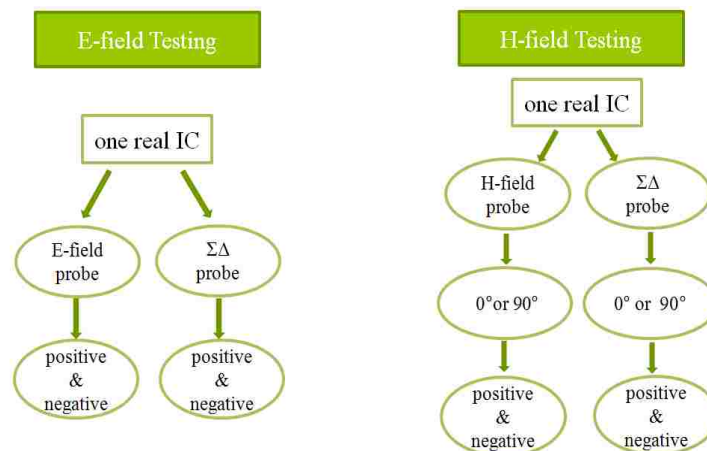 E-field Testing
one real IC
E-field
probe
ΣΔ
probe
positive
&
negative
positive
&
negative
H-field Testing
one real IC
H-field
probe
ΣΔ
probe
0°or 90°
0° or 90°
positive
&
negative
positive
&
negative